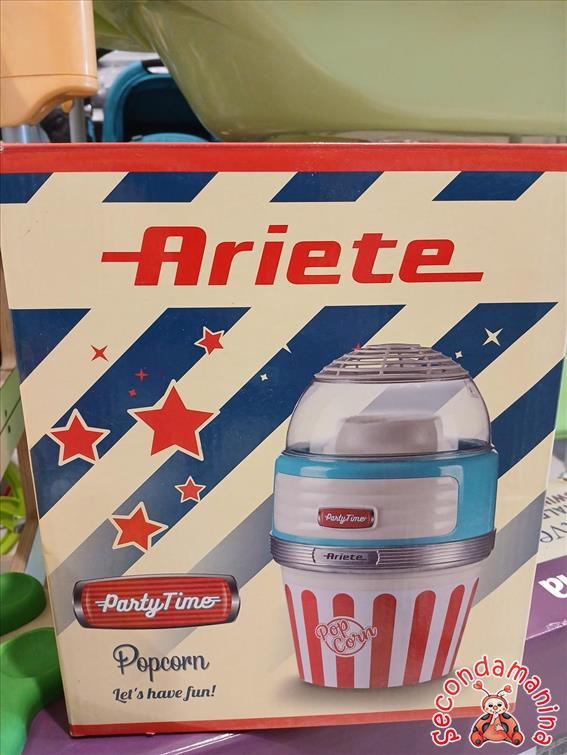 Ariete
PartyTime
Ariete
Pop
Corn
PartyTime
Popcorn
Let's have fun!
Secondamanina